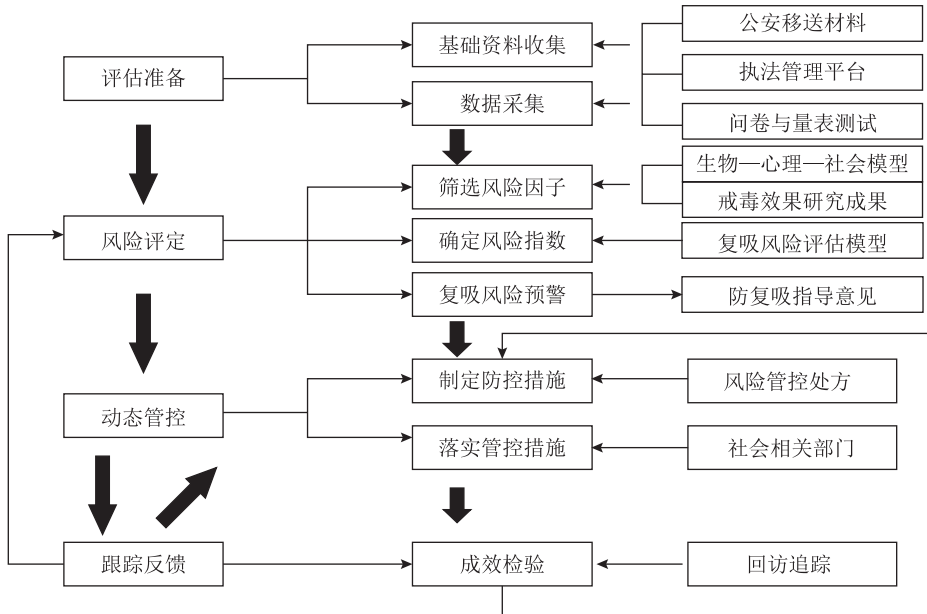 公安移送材料
基础资料收集
评估准备
执法管理平台
数据采集
问卷与量表测试
生物—心理—社会模型
筛选风险因子
戒毒效果研究成果
风险评定
确定风险指数
复吸风险评估模型
复吸风险预警
防复吸指导意见
制定防控措施
风险管控处方
动态管控
落实管控措施
社会相关部门
跟踪反馈
成效检验
回访追踪